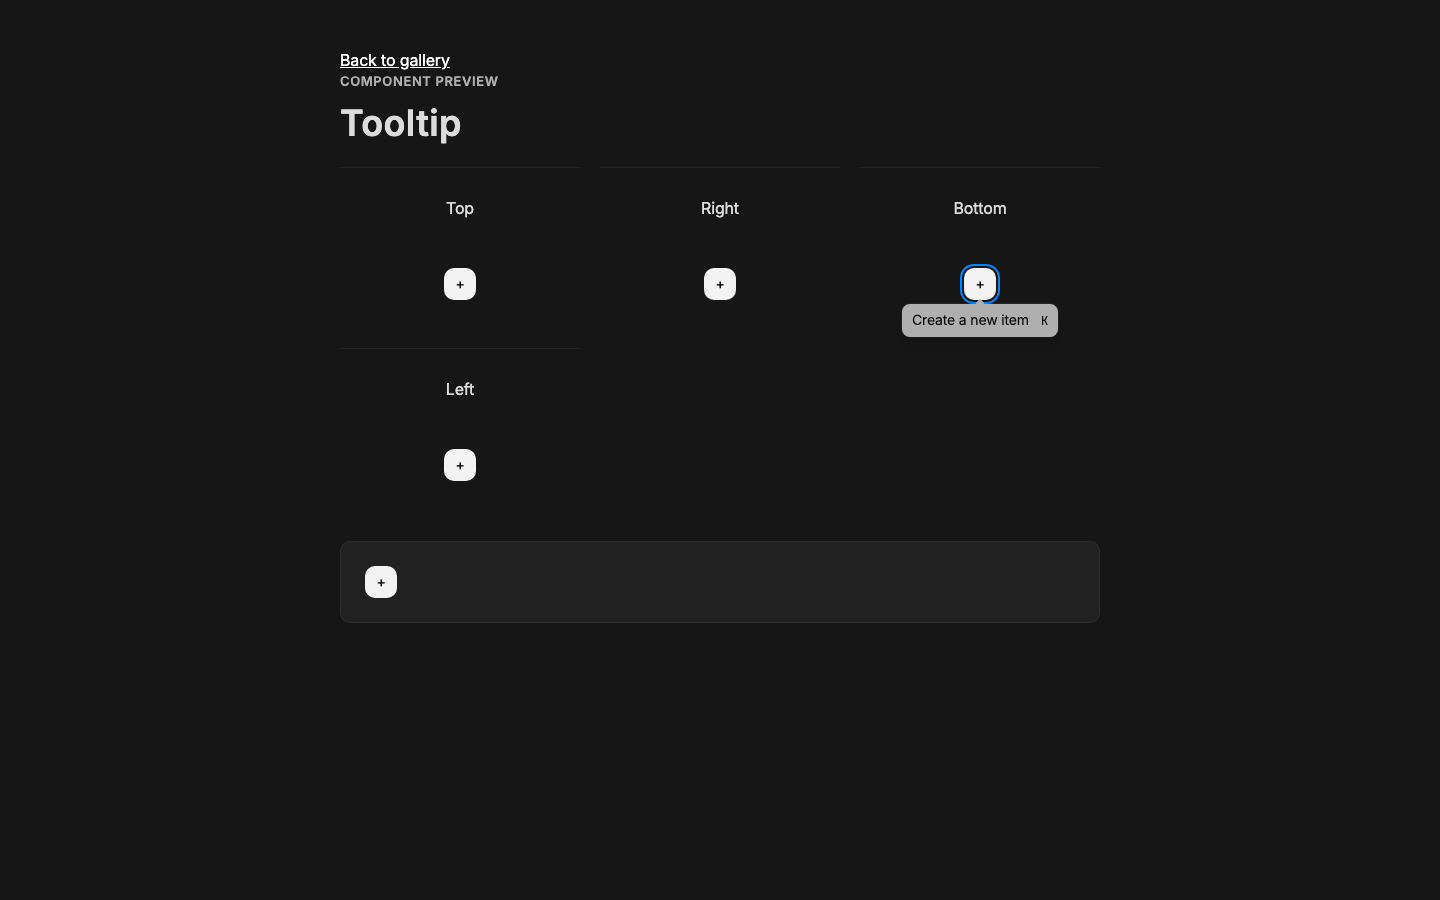 Back to gallery
COMPONENT PREVIEW
Tooltip
Top
Right
Bottom
+
+
+
Create a new item K
Left
+
+